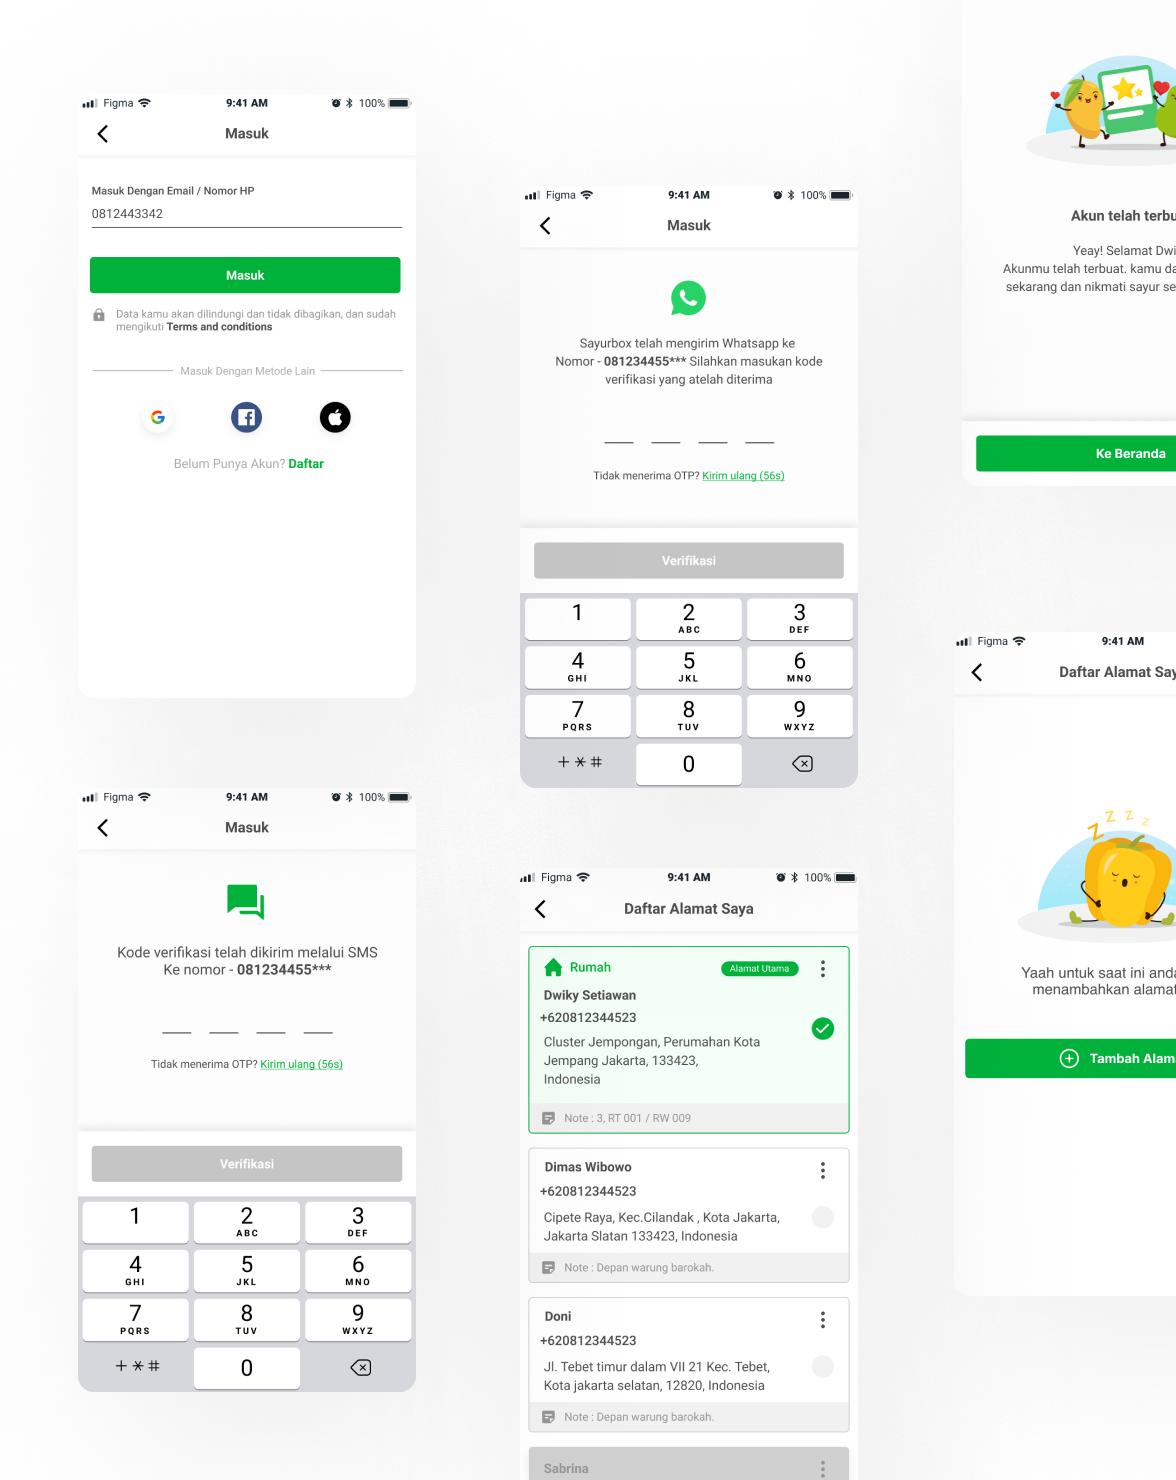 Figma
9:41 AM
100%
Masuk
Masuk Dengan Email / Nomor HP
0812443342
Masuk
Data kamu akan dilindungi dan tidak dibagikan, dan sudah
mengikuti Terms and conditions
Masuk Dengan Metode Lain
Belum Punya Akun? Daftar
Figma
9:41 AM
100%
Masuk
Kode verifikasi telah dikirim melalui SMS
Ke nomor - 081234455***
Tidak menerima OTP? Kirim ulang (56s)
Verifikasi
1 2 3
ABC DEF
4 5 6
GHI JKL MNO
7 8 9
PQRS TUV WXYZ
+ * # 0
Figma
9:41 AM
100%
Masuk
Sayurbox telah mengirim Whatsapp ke
Nomor - 081234455*** Silahkan masukan kode
verifikasi yang atelah diterima
Tidak menerima OTP? Kirim ulang (56s)
Verifikasi
1 2 3
ABC DEF
4 5 6
GHI JKL MNO
7 8 9
PQRS TUV WXYZ
+ * # 0
Figma
9:41 AM
100%
Daftar Alamat Saya
Rumah
Alamat Utama
Dwiky Setiawan
+620812344523
Cluster Jempongan, Perumahan Kota
Jempang Jakarta, 133423,
Indonesia
Note : 3, RT 001 / RW 009
Dimas Wibowo
+620812344523
Cipete Raya, Kec.Cilandak , Kota Jakarta,
Jakarta Slatan 133423, Indonesia
Note : Depan warung barokah.
Doni
+620812344523
Jl. Tebet timur dalam VII 21 Kec. Tebet,
Kota jakarta selatan, 12820, Indonesia
Note : Depan warung barokah.
Sabrina
Akun telah terbu
Yeay! Selamat Dwi
Akunmu telah terbuat. kamu da
sekarang dan nikmati sayur se
Ke Beranda
Figma
9:41 AM
Daftar Alamat Say
Z Z Z Z
Yaah untuk saat ini anda
menambahkan alamat
Tambah Alam